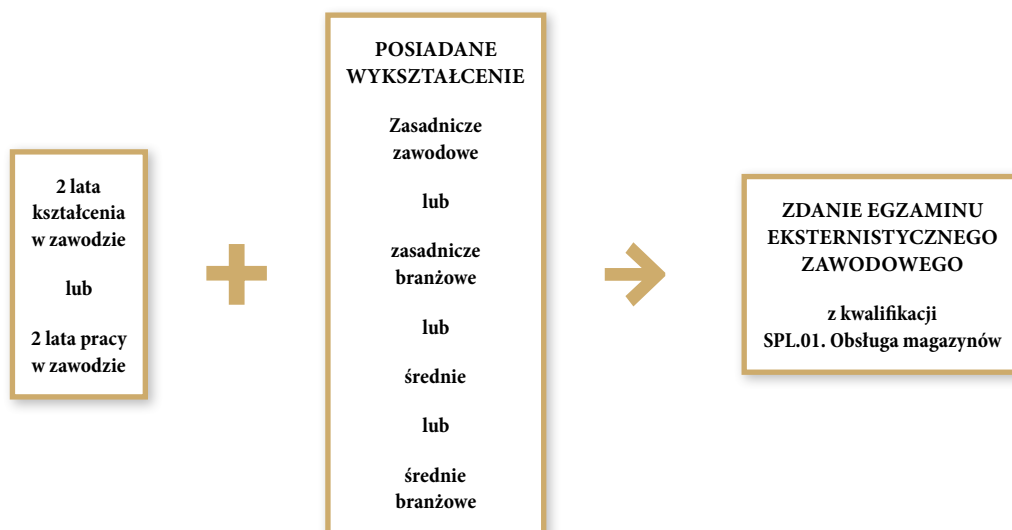 2 lata
kształcenia
w zawodzie
lub
2 lata pracy
w zawodzie
POSIADANE
WYKSZTAŁCENIE
Zasadnicze
zawodowe
lub
zasadnicze
branżowe
lub
średnie
lub
średnie
branżowe
ZDANIE EGZAMINU
EKSTERNISTYCZNEGO
ZAWODOWEGO
z kwalifikacji
SPL.01. Obsługa magazynów